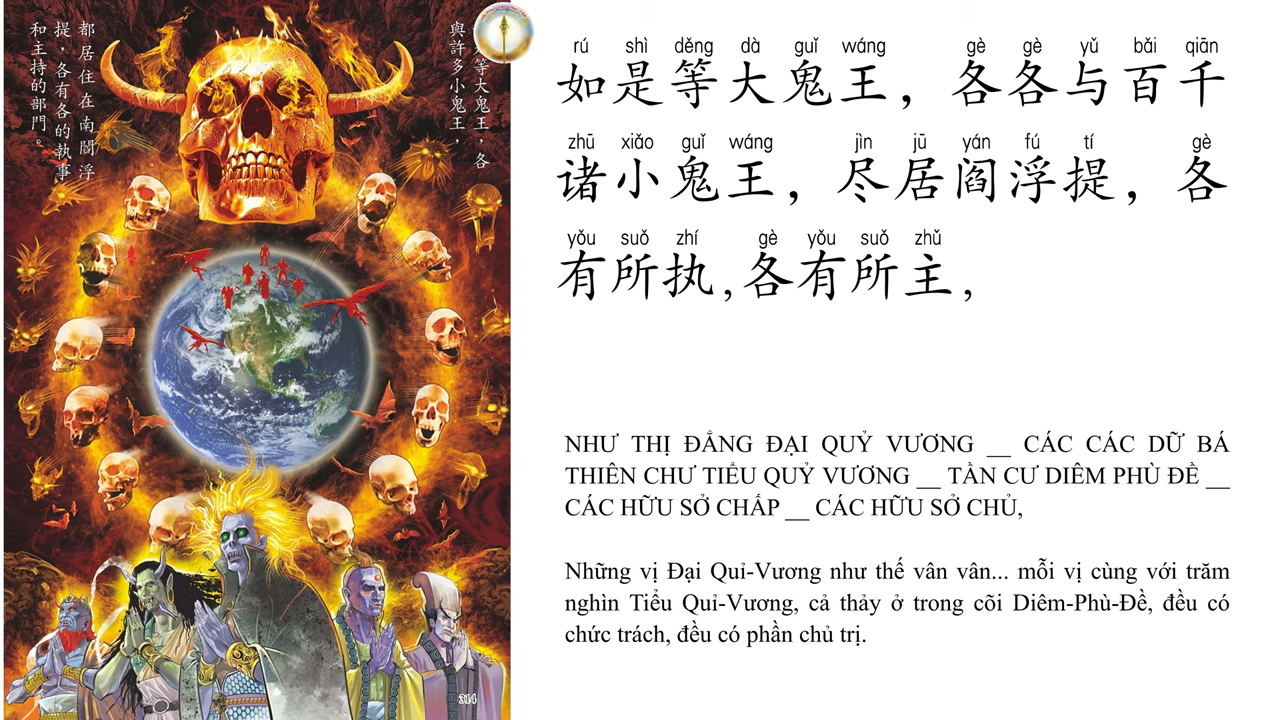 □是等大鬼王，各
與許多小鬼王，
都居住在南閻浮
提，各有各的執事
和主持的部門。
314
rú shì děng dà guǐ wáng gè gè yǔ bǎi qiān
如是等大鬼王，各各与百千
zhū xiǎo guǐ wáng jìn jū yán fú tí gè
诸小鬼王，尽居阎浮提，各
yǒu suǒ zhí gè yǒu suǒ zhǔ
有所执,各有所主,
NHƯ THỊ ĐẲNG ĐẠI QUỶ VƯƠNG __ CÁC CÁC DỮ BÁ
THIÊN CHƯ TIỂU QUỶ VƯƠNG __ TẦN CƯ DIÊM PHÙ ĐỀ __
CÁC HỮU SỞ CHẤP __ CÁC HỮU SỞ CHỦ,
Những vị Đại Quỉ-Vương như thế vân vân... mỗi vị cùng với trăm
nghìn Tiểu Quỉ-Vương, cả thảy ở trong cõi Diêm-Phù-Đề, đều có
chức trách, đều có phần chủ trị.